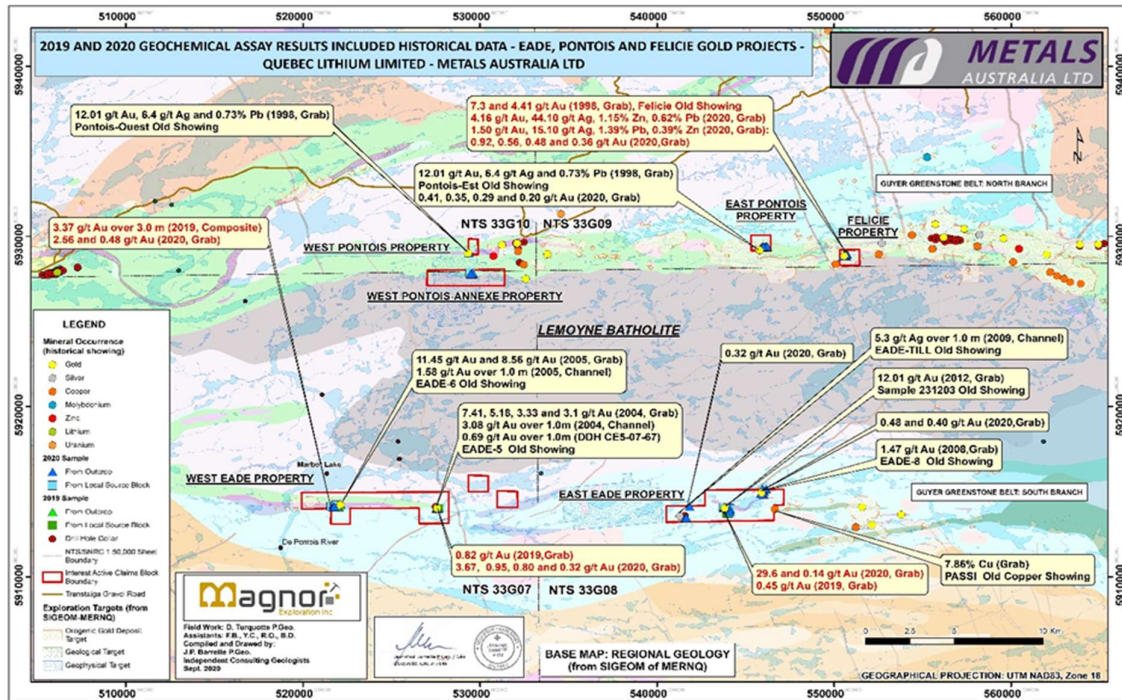 510000 520000 530000 540000 550000 560000
2019 AND 2020 GEOCHEMICAL ASSAY RESULTS INCLUDED HISTORICAL DATA - EADE, PONTOIS AND FELICIE GOLD PROJECTS -
QUEBEC LITHIUM LIMITED - METALS AUSTRALIA LTD
METALS
AUSTRALIA LTD
5940000
5940000
12.01 g/t Au, 6.4 g/t Ag and 0.73% Pb (1998, Grab)
Pontois-Ouest Old Showing
7.3 and 4.41 g/t Au (1998, Grab), Felicie Old Showing
4.16 g/t Au, 44.10 g/t Ag, 1.15% Zn, 0.62% Pb (2020, Grab)
1.50 g/t Au, 15.10 g/t Ag, 1.39% Pb, 0.39% Zn (2020, Grab):
0.92, 0.56, 0.48 and 0.36 g/t Au (2020,Grab)
N
12.01 g/t Au, 6.4 g/t Ag and 0.73% Pb (1998, Grab)
Pontois-Est Old Showing
0.41, 0.35, 0.29 and 0.20 g/t Au (2020, Grab)
GUYER GREENSTONE BELT: NORTH BRANCH
EAST PONTOIS
PROPERTY
FELICIE
PROPERTY
3.37 g/t Au over 3.0 m (2019, Composite)
2.56 and 0.48 g/t Au (2020, Grab)
NTS 33G10 NTS 33G09
WEST PONTOIS PROPERTY
5930000
5930000
WEST PONTOIS-ANNEXE PROPERTY
LEMOYNE BATHOLITE
LEGEND
Mineral Occurrence
(historical showing)
Gold
Silver
Copper
Molybdonium
Zinc
Lithium
Uranium
2020 Sample
From Outcrop
From Local Source Block
2019 Sample
From Outcrop
From Local Source Block
Drill Hole Collar
NTS/SNRC 1:50,000 Sheet
Boundary
Interest Active Claims Block
Boundary
Transtaiga Gravel Road
Exploration Targets (from
SIGEOM-MERNQ)
Orogenic Gold Deposit
Target
Geological Target
Geophysical Target
11.45 g/t Au and 8.56 g/t Au (2005, Grab)
1.58 g/t Au over 1.0 m (2005, Channel)
EADE-6 Old Showing
0.32 g/t Au (2020, Grab)
5.3 g/t Ag over 1.0 m (2009, Channel)
EADE-TILL Old Showing
12.01 g/t Au (2012, Grab)
Sample 231203 Old Showing
5920000
5920000
7.41, 5.18, 3.33 and 3.1 g/t Au (2004, Grab)
3.08 g/t Au over 1.0m (2004, Channel)
0.69 g/t Au over 1.0m (DDH CE5-07-67)
EADE-5 Old Showing
0.48 and 0.40 g/t Au (2020,Grab)
1.47 g/t Au (2008,Grab)
EADE-8 Old Showing
Marbot Lake
WEST EADE PROPERTY
EAST EADE PROPERTY
GUYER GREENSTONE BELT: SOUTH BRANCH
De Pontois River
0.82 g/t Au (2019,Grab)
3.67, 0.95, 0.80 and 0.32 g/t Au (2020, Grab)
29.6 and 0.14 g/t Au (2020, Grab)
0.45 g/t Au (2019, Grab)
7.86% Cu (Grab)
PASSI Old Copper Showing
NTS 33G07 NTS 33G08
5910000
5910000
Magnor
Exploration Inc
Field Work: D. Turquotte P.Geo.
Assistants: F.B., Y.C., R.O., B.D.
Compiled and Drawed by:
J.P. Barrette P.Geo.
Independent Consulting Geologists
Sept. 2020
BASE MAP: REGIONAL GEOLOGY
(from SIGEOM of MERNQ)
0 2.5 5 10 Km
GEOGRAPHICAL PROJECTION: UTM NAD83, Zone 18
510000 520000 530000 540000 550000 560000